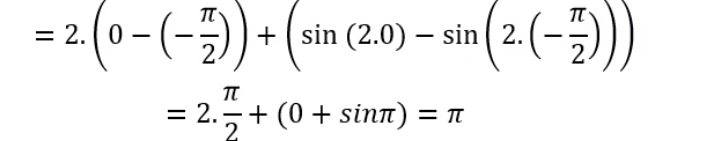 = 2.(0 − (−π/2)) + (sin (2.0) − sin(2.(−π/2)))
= 2.π/2 + (0 + sinπ) = π